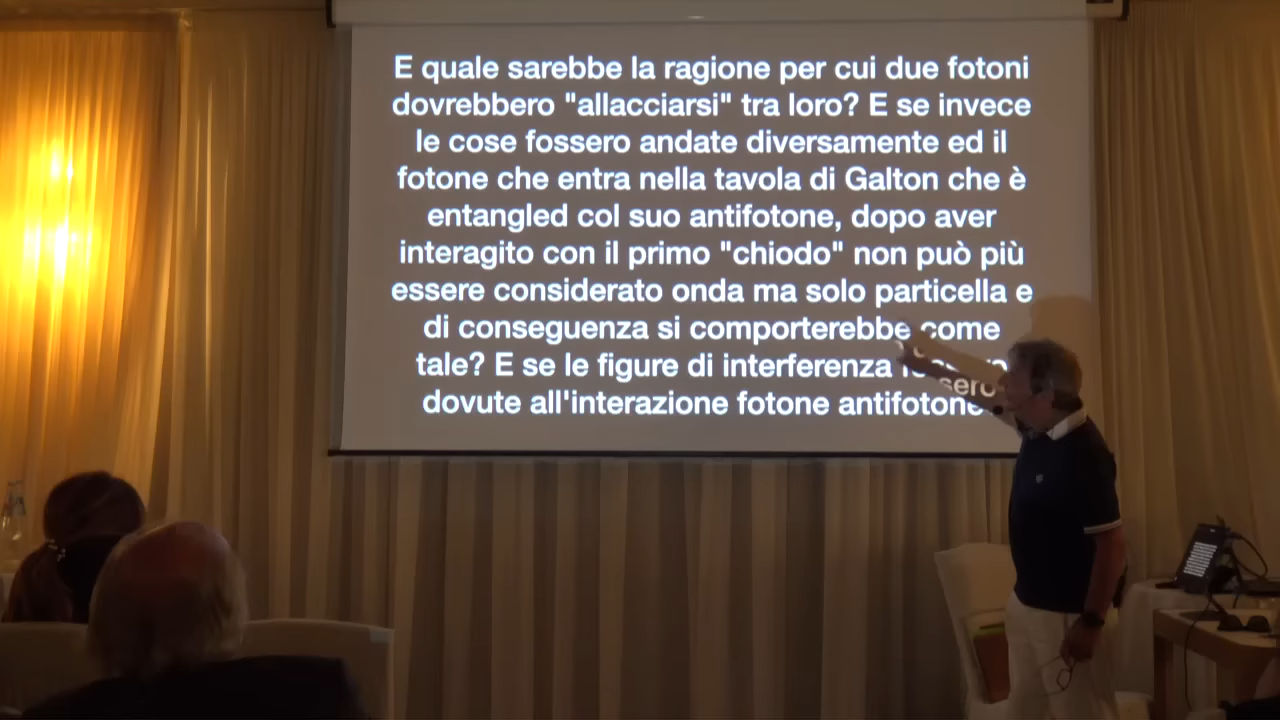 E quale sarebbe la ragione per cui due fotoni
dovrebbero "allacciarsi" tra loro? E se invece
le cose fossero andate diversamente ed il
fotone che entra nella tavola di Galton che è
entangled col suo antifotone, dopo aver
interagito con il primo "chiodo" non può più
essere considerato onda ma solo particella e
di conseguenza si comporterebbe come
tale? E se le figure di interferenza fossero
dovute all'interazione fotone antifotone